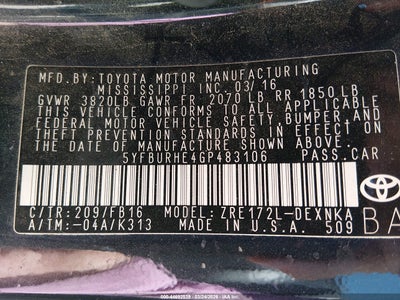 MFD.BY: TOYOTA MOTOR MANUFACTURING
MISSISSIPPI INC. 03/16
GVWR 3820LB GAWR FR 2070 LB RR 1850 LB
THIS VEHICLE CONFORMS TO ALL APPLICABLE
FEDERAL MOTOR VEHICLE SAFETY, BUMPER, AND
THEFT PREVENTION STANDARDS IN EFFECT ON
THE DATE OF MANUFACTURE SHOWN ABOVE.
5YFBURHE4GP483106 PASS.CAR
C/TR: 209/FB16 MODEL: ZRE172L-DEXNKA
A/TM:-04A/K313 MADE IN U.S.A. 509
TOYOTA
BA